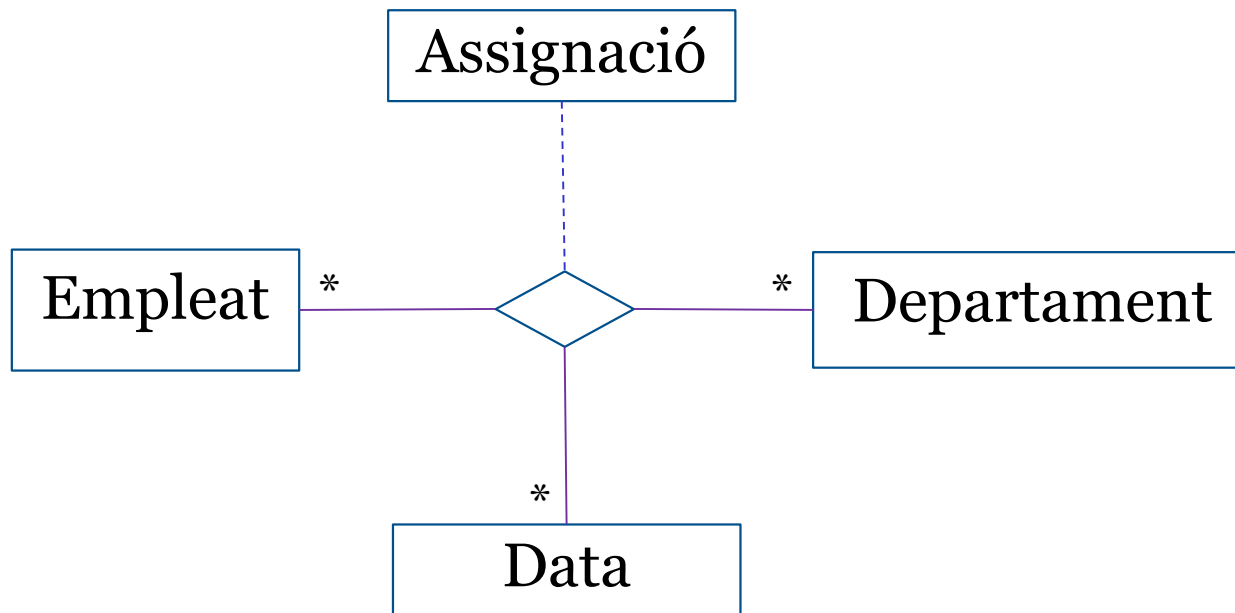 Assignació
Empleat
*
*
Departament
*
Data